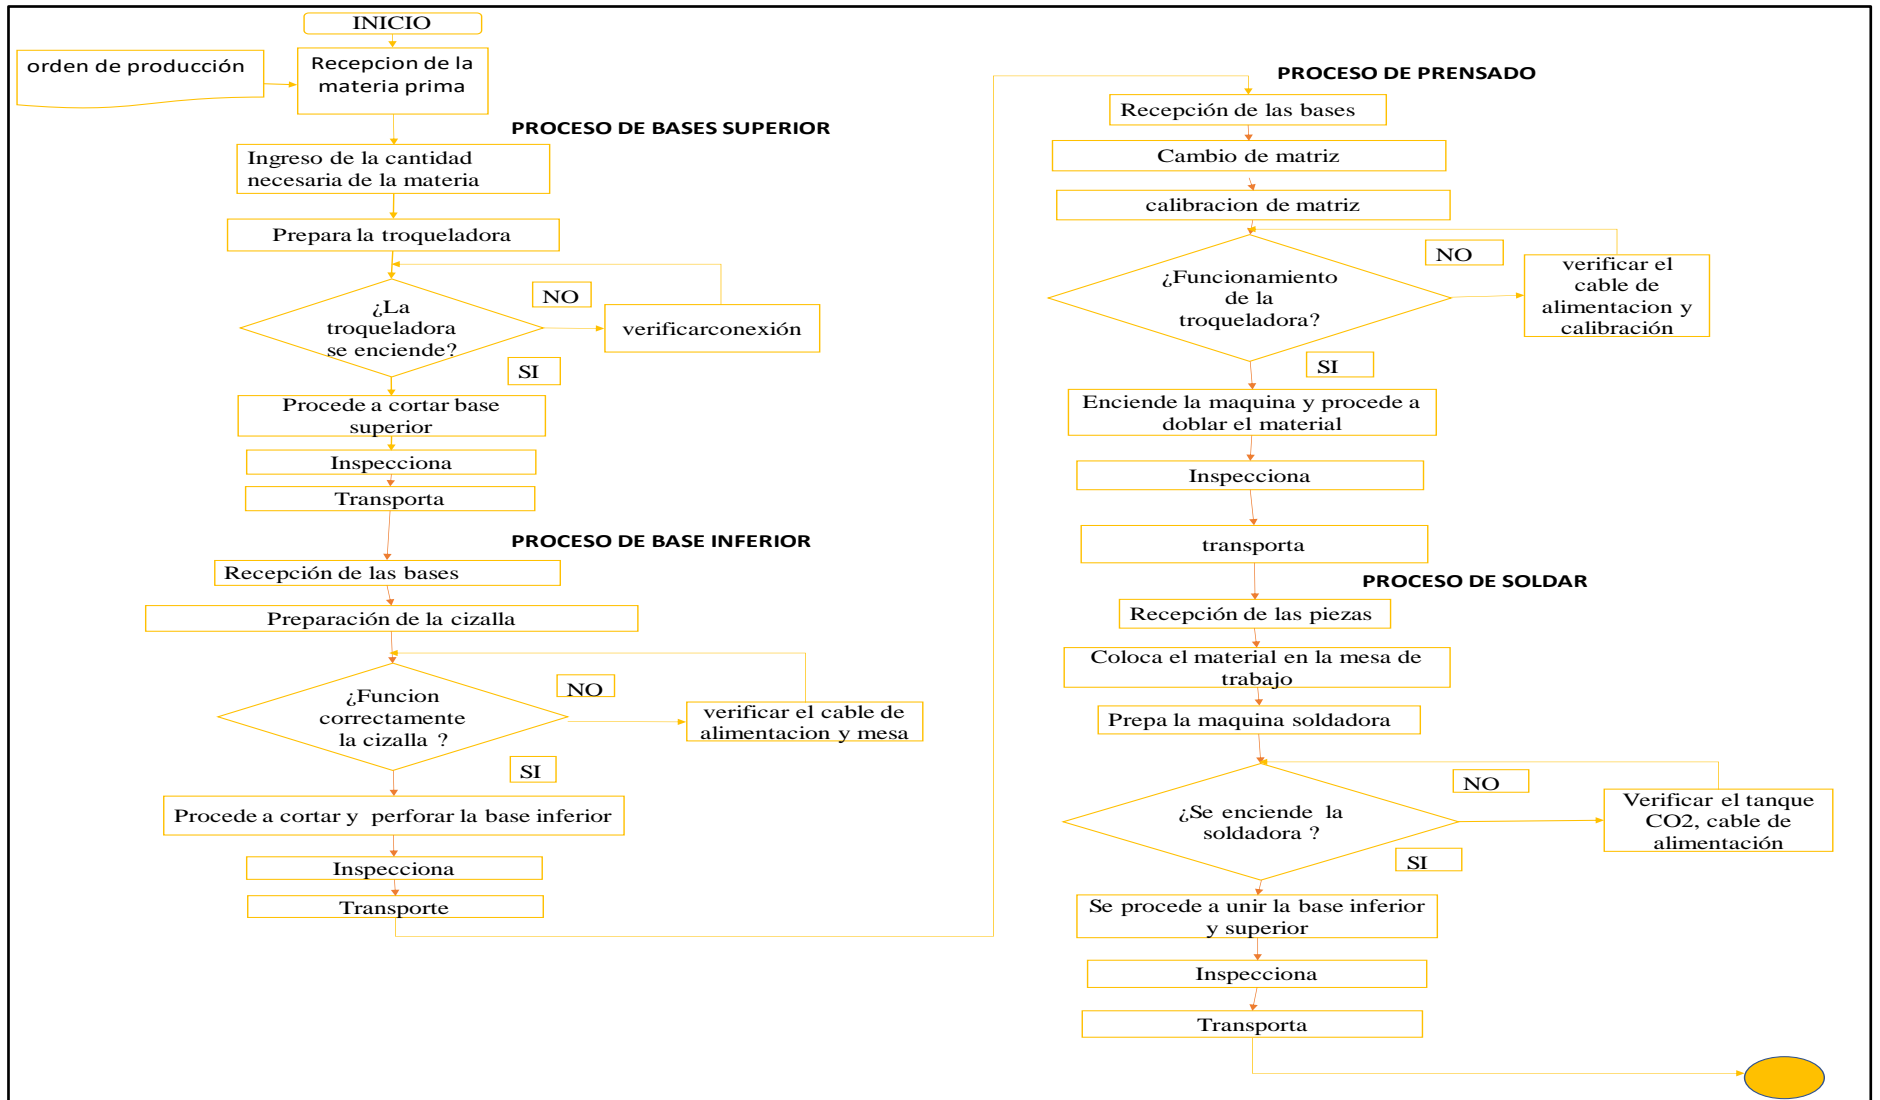 INICIO
orden de producción
Recepcion de la
materia prima
PROCESO DE BASES SUPERIOR
Ingreso de la cantidad
necesaria de la materia
Prepara la troqueladora
¿La
troqueladora
se enciende?
NO
verificarconexión
SI
Procede a cortar base
superior
Inspecciona
Transporta
PROCESO DE BASE INFERIOR
Recepción de las bases
Preparación de la cizalla
¿Funcion
correctamente
la cizalla ?
NO
verificar el cable de
alimentacion y mesa
SI
Procede a cortar y perforar la base inferior
Inspecciona
Transporte
PROCESO DE PRENSADO
Recepción de las bases
Cambio de matriz
calibracion de matriz
¿Funcionamiento
de la
troqueladora?
NO
verificar el
cable de
alimentacion y
calibración
SI
Enciende la maquina y procede a
doblar el material
Inspecciona
transporta
PROCESO DE SOLDAR
Recepción de las piezas
Coloca el material en la mesa de
trabajo
Prepa la maquina soldadora
¿Se enciende la
soldadora ?
NO
Verificar el tanque
CO2, cable de
alimentación
SI
Se procede a unir la base inferior
y superior
Inspecciona
Transporta